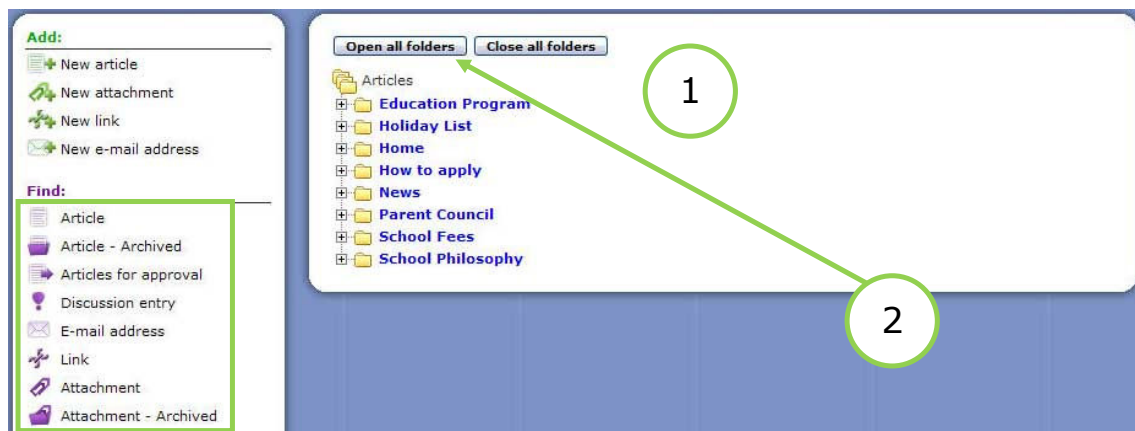 Add:
New article
New attachment
New link
New e-mail address
Find:
Article
Article - Archived
Articles for approval
Discussion entry
E-mail address
Link
Attachment
Attachment - Archived
Open all folders Close all folders
Articles
Education Program
Holiday List
Home
How to apply
News
Parent Council
School Fees
School Philosophy
1
2